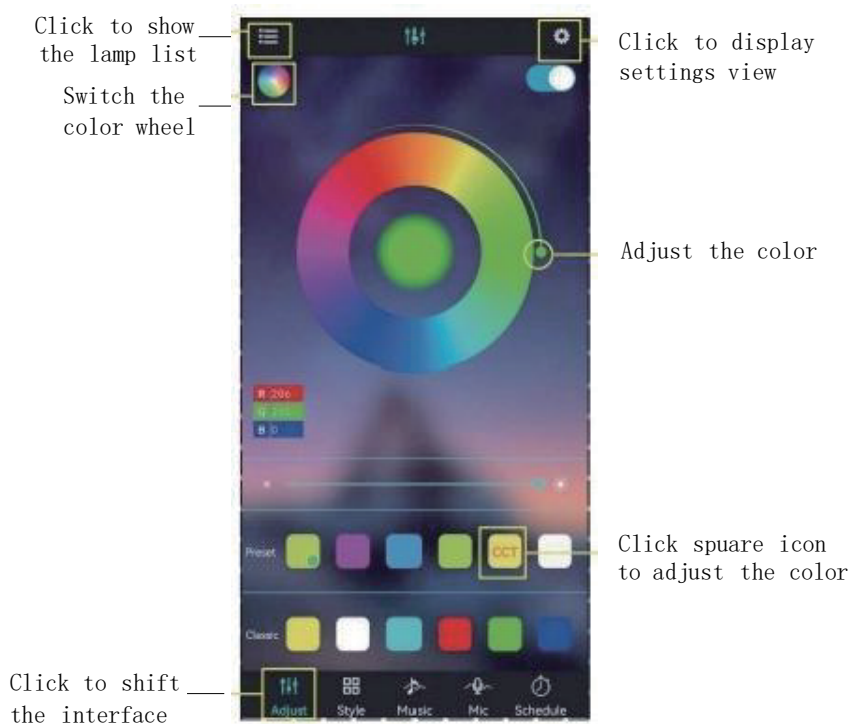 Click to show
the lamp list
Click to display
settings view
Switch the
color wheel
Adjust the color
R 206
G
B 0
Preset
CCT
Click spuare icon
to adjust the color
Classic
Click to shift
the interface
Adjust
Style
Music
Mic
Schedule